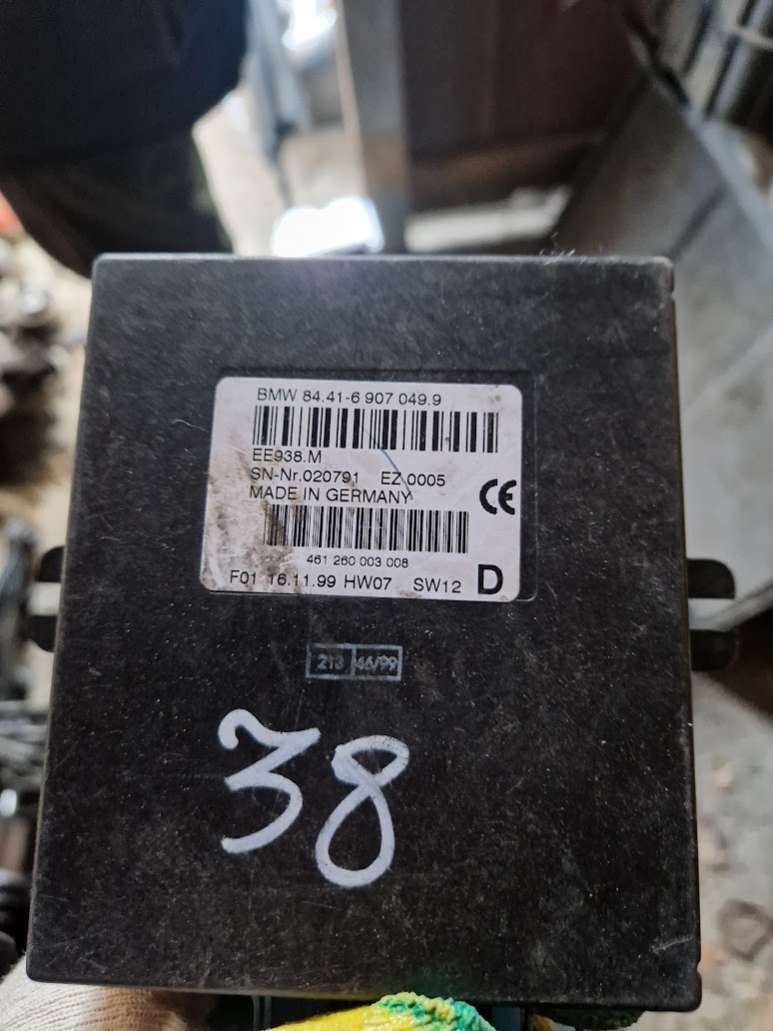 BMW 84.41-6 907 049.9
EE938.M
SN-Nr.020791 EZ 0005
MADE IN GERMANY
CE
461 260 003 008
F01 16.11.99 HW07 SW12 D
213 46/99
38